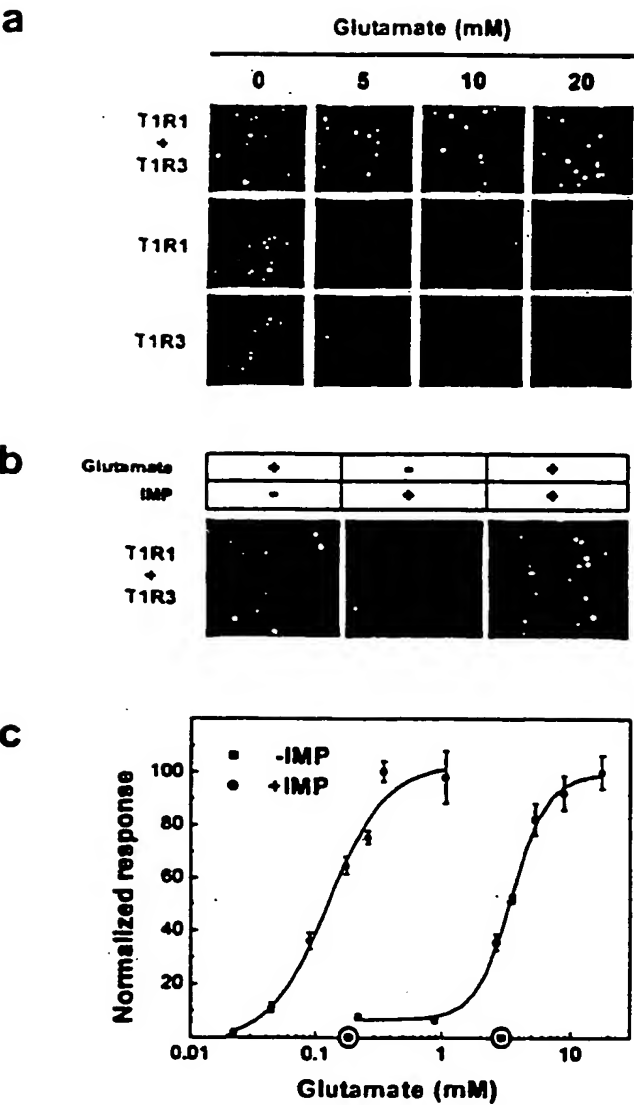 a
Glutamate (mM)
0 5 10 20
T1R1
+
T1R3
T1R1
T1R3
b
Glutamate + - +
IMP - + +
T1R1
+
T1R3
c
-IMP
+IMP
100
80
60
40
20
Normalized response
0.01 0.1 1 10
Glutamate (mM)